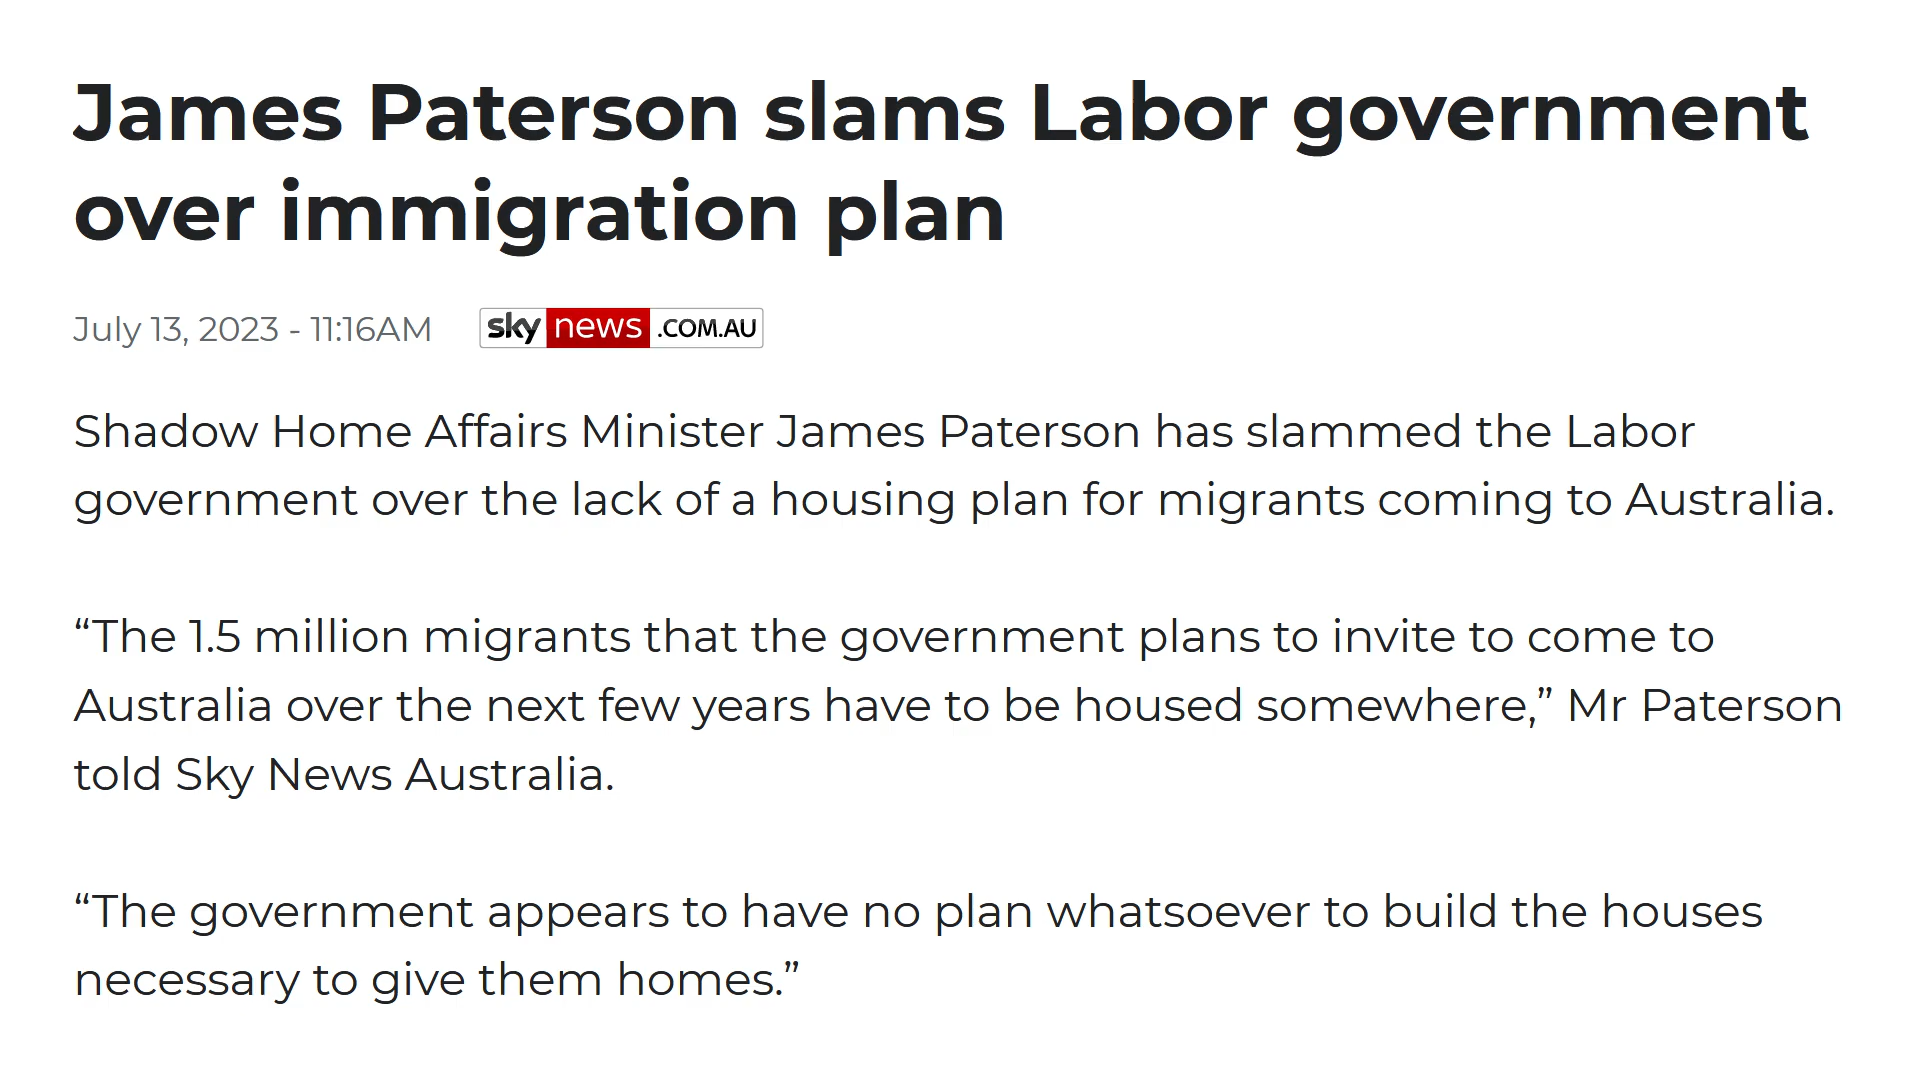 James Paterson slams Labor government
over immigration plan
July 13, 2023 - 11:16AM sky news .COM.AU
Shadow Home Affairs Minister James Paterson has slammed the Labor
government over the lack of a housing plan for migrants coming to Australia.
“The 1.5 million migrants that the government plans to invite to come to
Australia over the next few years have to be housed somewhere,” Mr Paterson
told Sky News Australia.
“The government appears to have no plan whatsoever to build the houses
necessary to give them homes.”